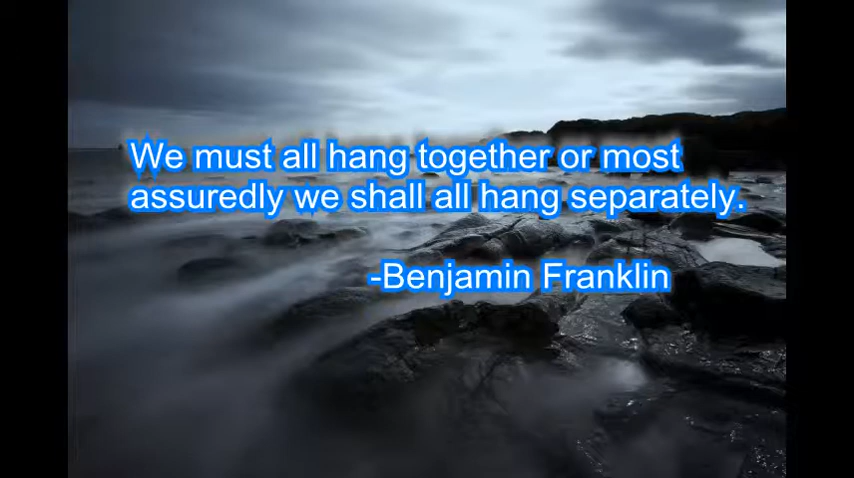 We must all hang together or most
assuredly we shall all hang separately.
-Benjamin Franklin